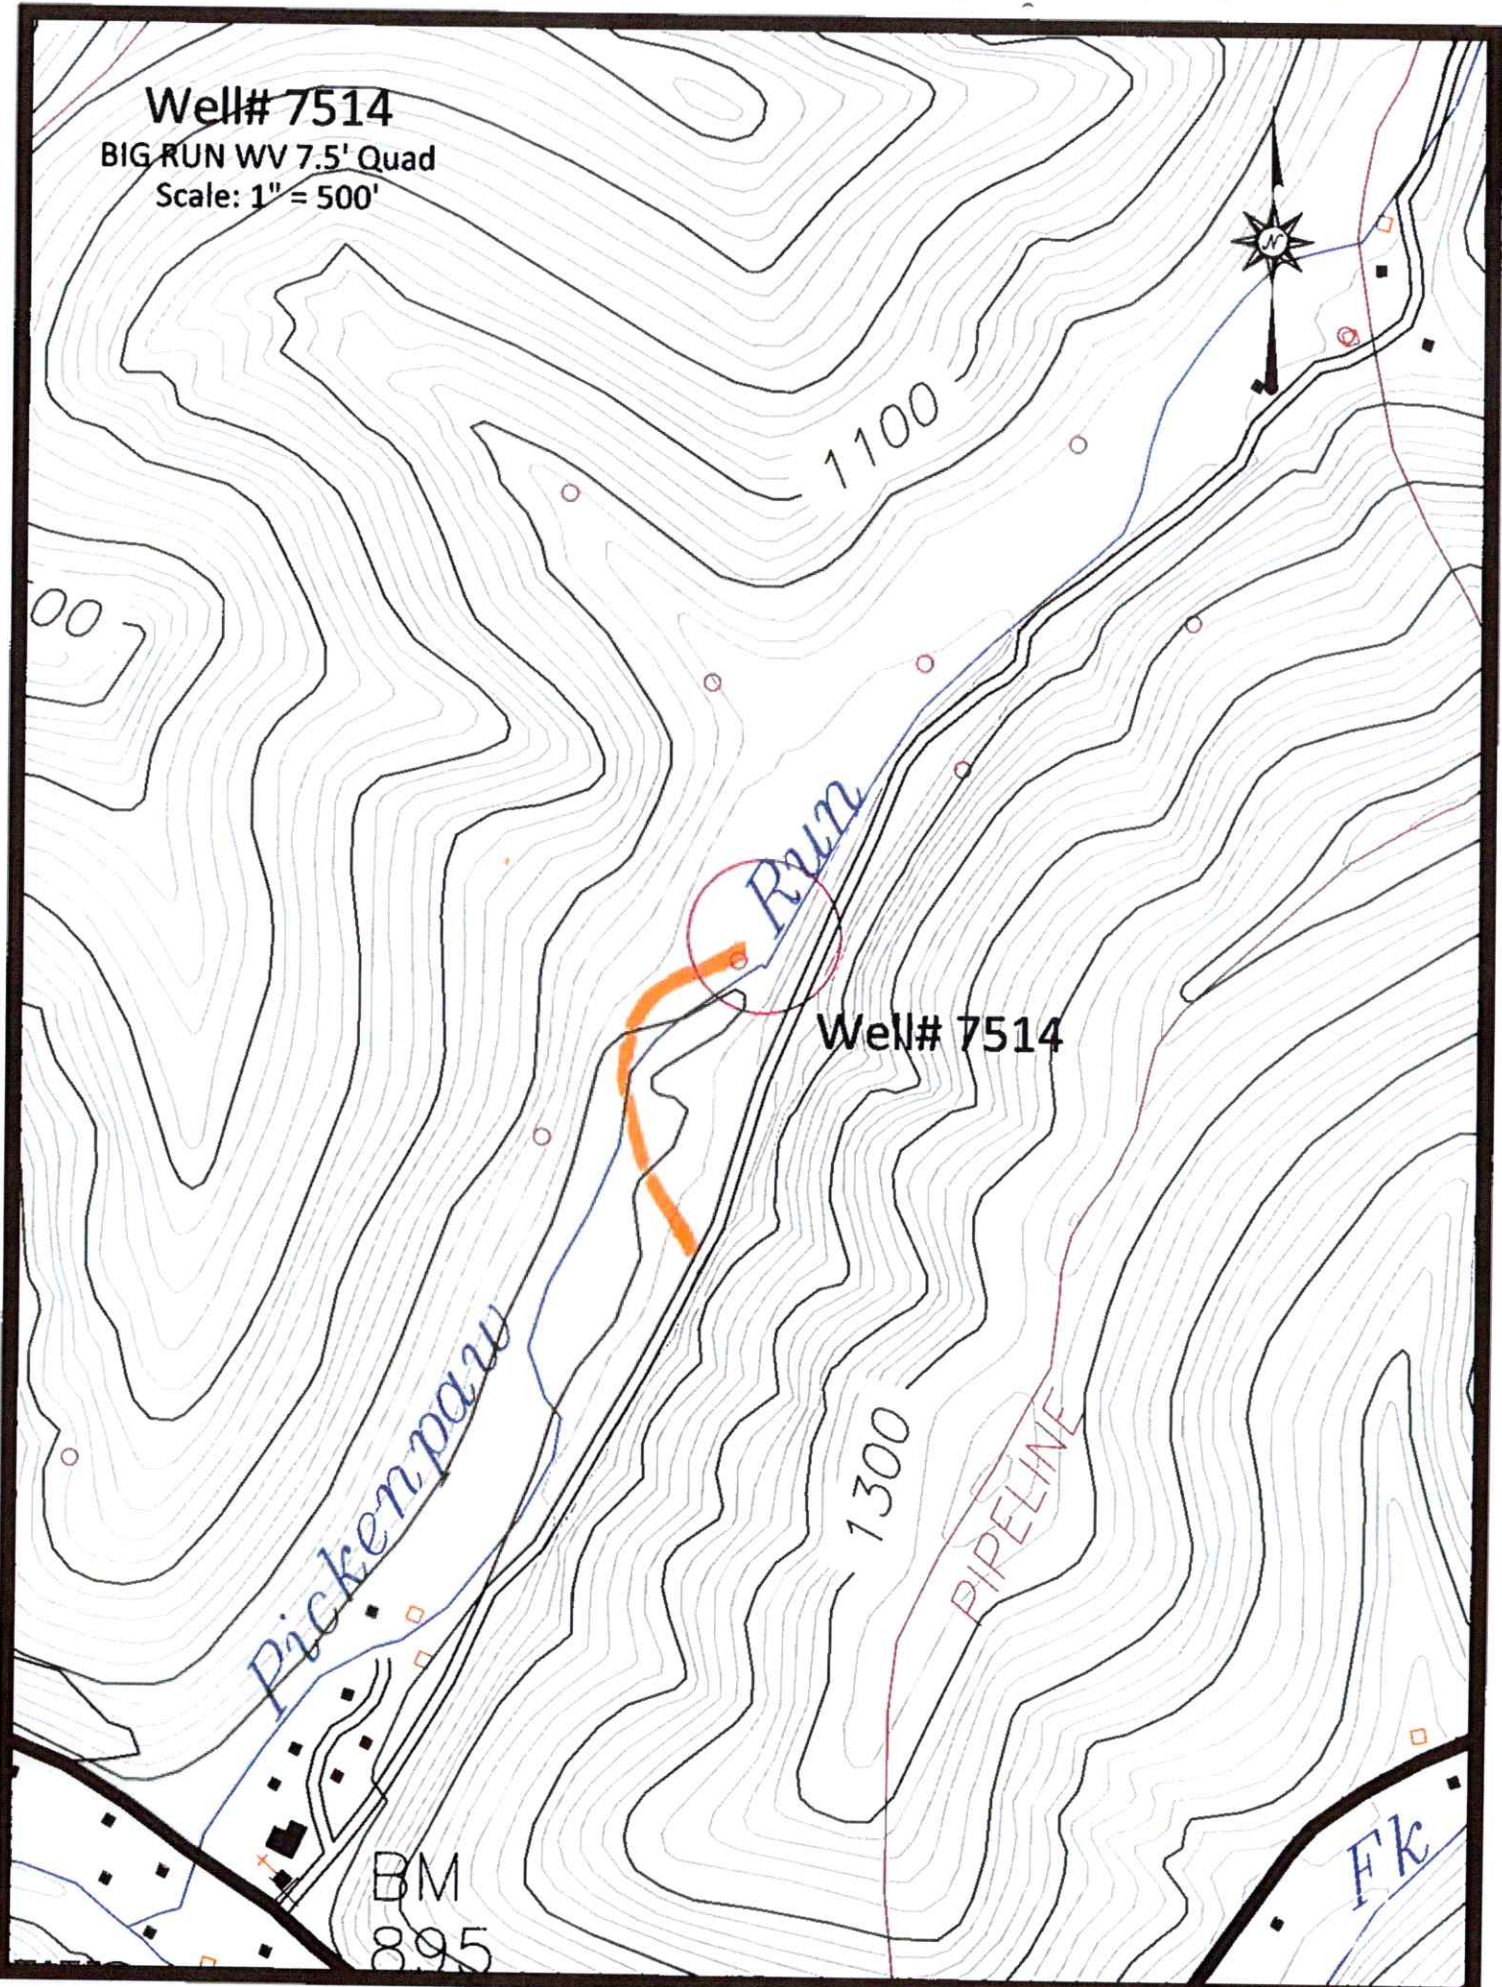 Well# 7514
BIG RUN WV 7.5' Quad
Scale: 1" = 500'
N
1100
00
Run
Well# 7514
Pickenpaw
1300
PIPELINE
Fk
BM
895